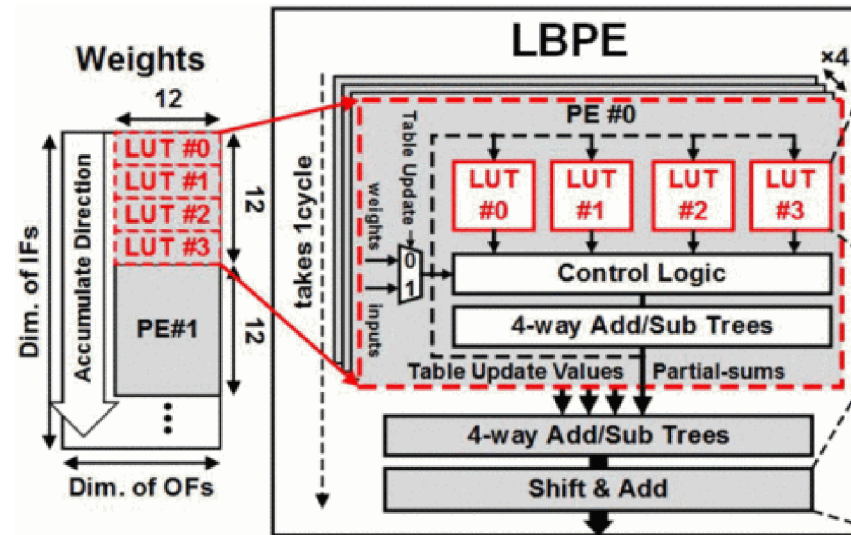 Weights
12
LUT #0
LUT #1
LUT #2
LUT #3
12
PE#1
12
Dim. of IFs
Accumulate Direction
Dim. of OFs
LBPE
×4
takes 1cycle
PE #0
Table Update
weights
inputs
0
1
LUT
#0
LUT
#1
LUT
#2
LUT
#3
Control Logic
4-way Add/Sub Trees
Table Update Values
Partial-sums
4-way Add/Sub Trees
Shift & Add